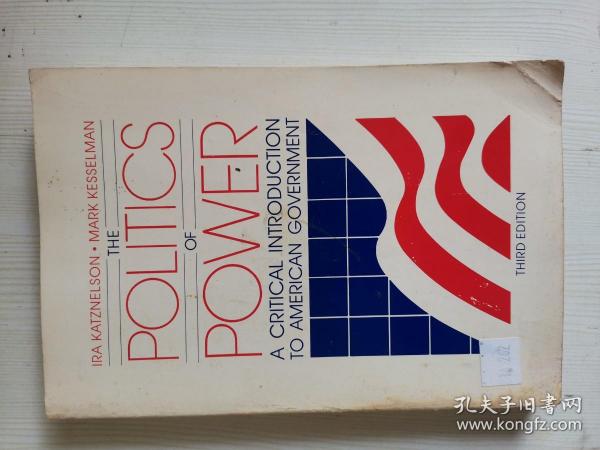 IRA KATZNELSON • MARK KESSELMAN
THE
POLITICS
OF
POWER
A CRITICAL INTRODUCTION
TO AMERICAN GOVERNMENT
THIRD EDITION
孔夫子旧书网
www.kongfz.com